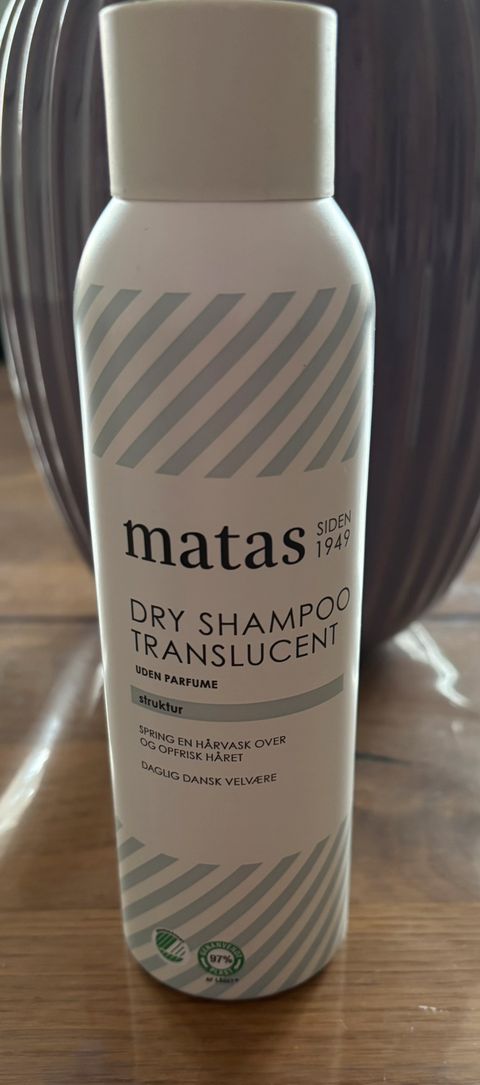 matas
SIDEN
1949
DRY SHAMPOO
TRANSLUCENT
UDEN PARFUME
struktur
SPRING EN HÅRVASK OVER
OG OPFRISK HÅRET
DAGLIG DANSK VELVÆRE
97%